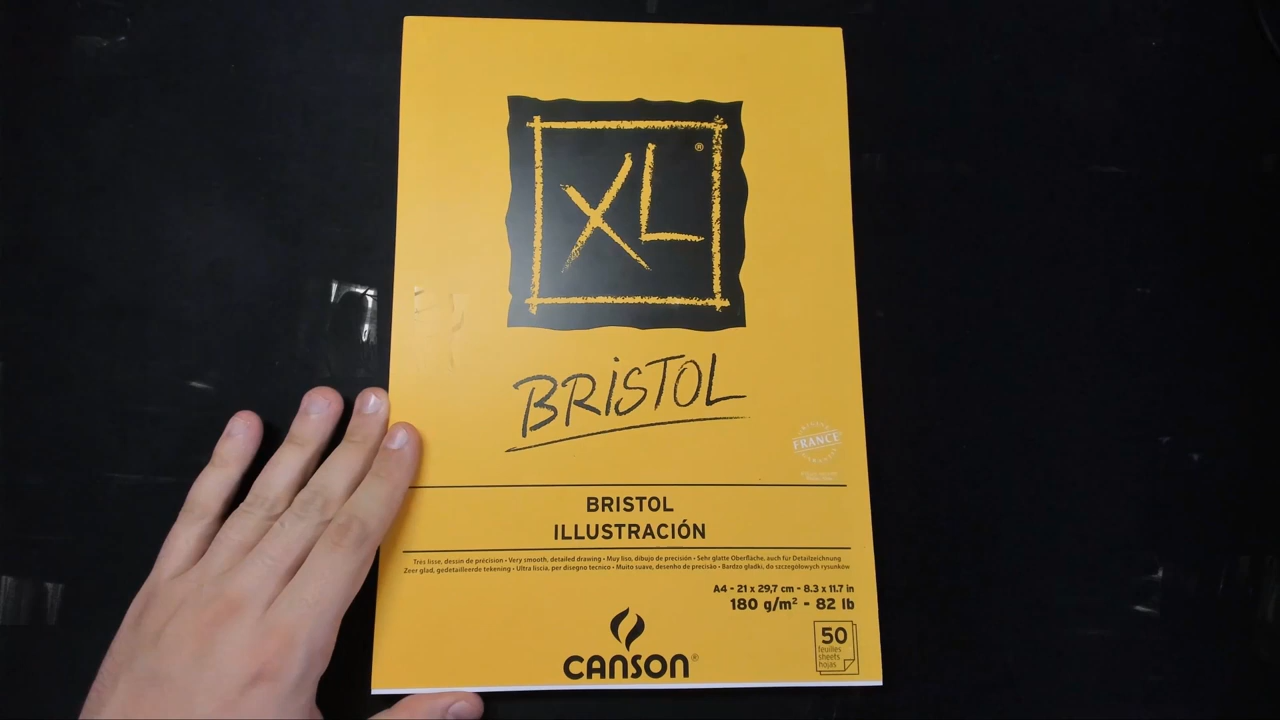 XL®
BRISTOL
FRANCE
BRISTOL
ILLUSTRACIÓN
Très lisse, dessin de précision • Very smooth, detailed drawing • Muy liso, dibujo de precisión • Sehr glatte Oberfläche, auch für Detailzeichnung
Zeer glad, gedetailleerde tekening • Ultra liscia, per disegno tecnico • Muito suave, desenho de precisão • Bardzo gładki, do szczegółowych rysunków
A4 - 21 x 29,7 cm - 8.3 x 11.7 in
180 g/m² - 82 lb
50
feuilles
sheets
hojas
CANSON®